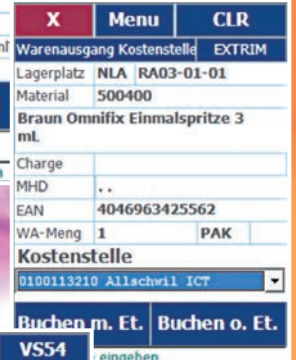 X Menu CLR
Warenausgang Kostenstelle EXTRIM
Lagerplatz NLA RA03-01-01
Material 500400
Braun Omnifix Einmalspritze 3
mL
Charge
MHD . .
EAN 4046963425562
WA-Meng 1 PAK
Kostenstelle
0100113210 Allschwil ICT
Buchen m. Et. Buchen o. Et.
VS54 eingeben